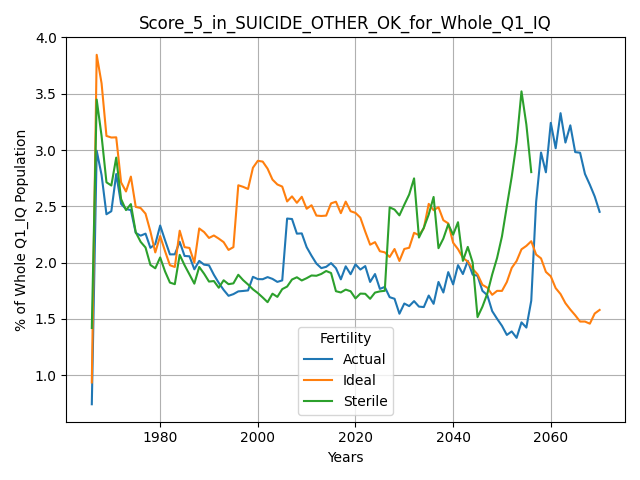 Score_5_in_SUICIDE_OTHER_OK_for_Whole_Q1_IQ
4.0
3.5
3.0
2.5
2.0
1.5
1.0
% of Whole Q1_IQ Population
Fertility
Actual
Ideal
Sterile
1980
2000
2020
2040
2060
Years